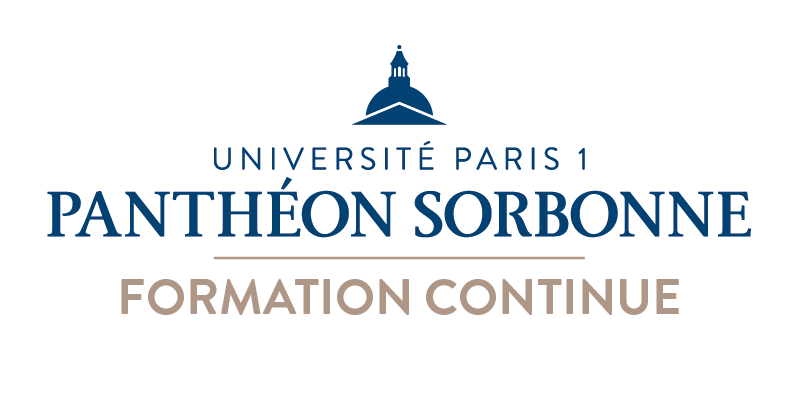 UNIVERSITÉ PARIS 1
PANTHÉON SORBONNE
FORMATION CONTINUE